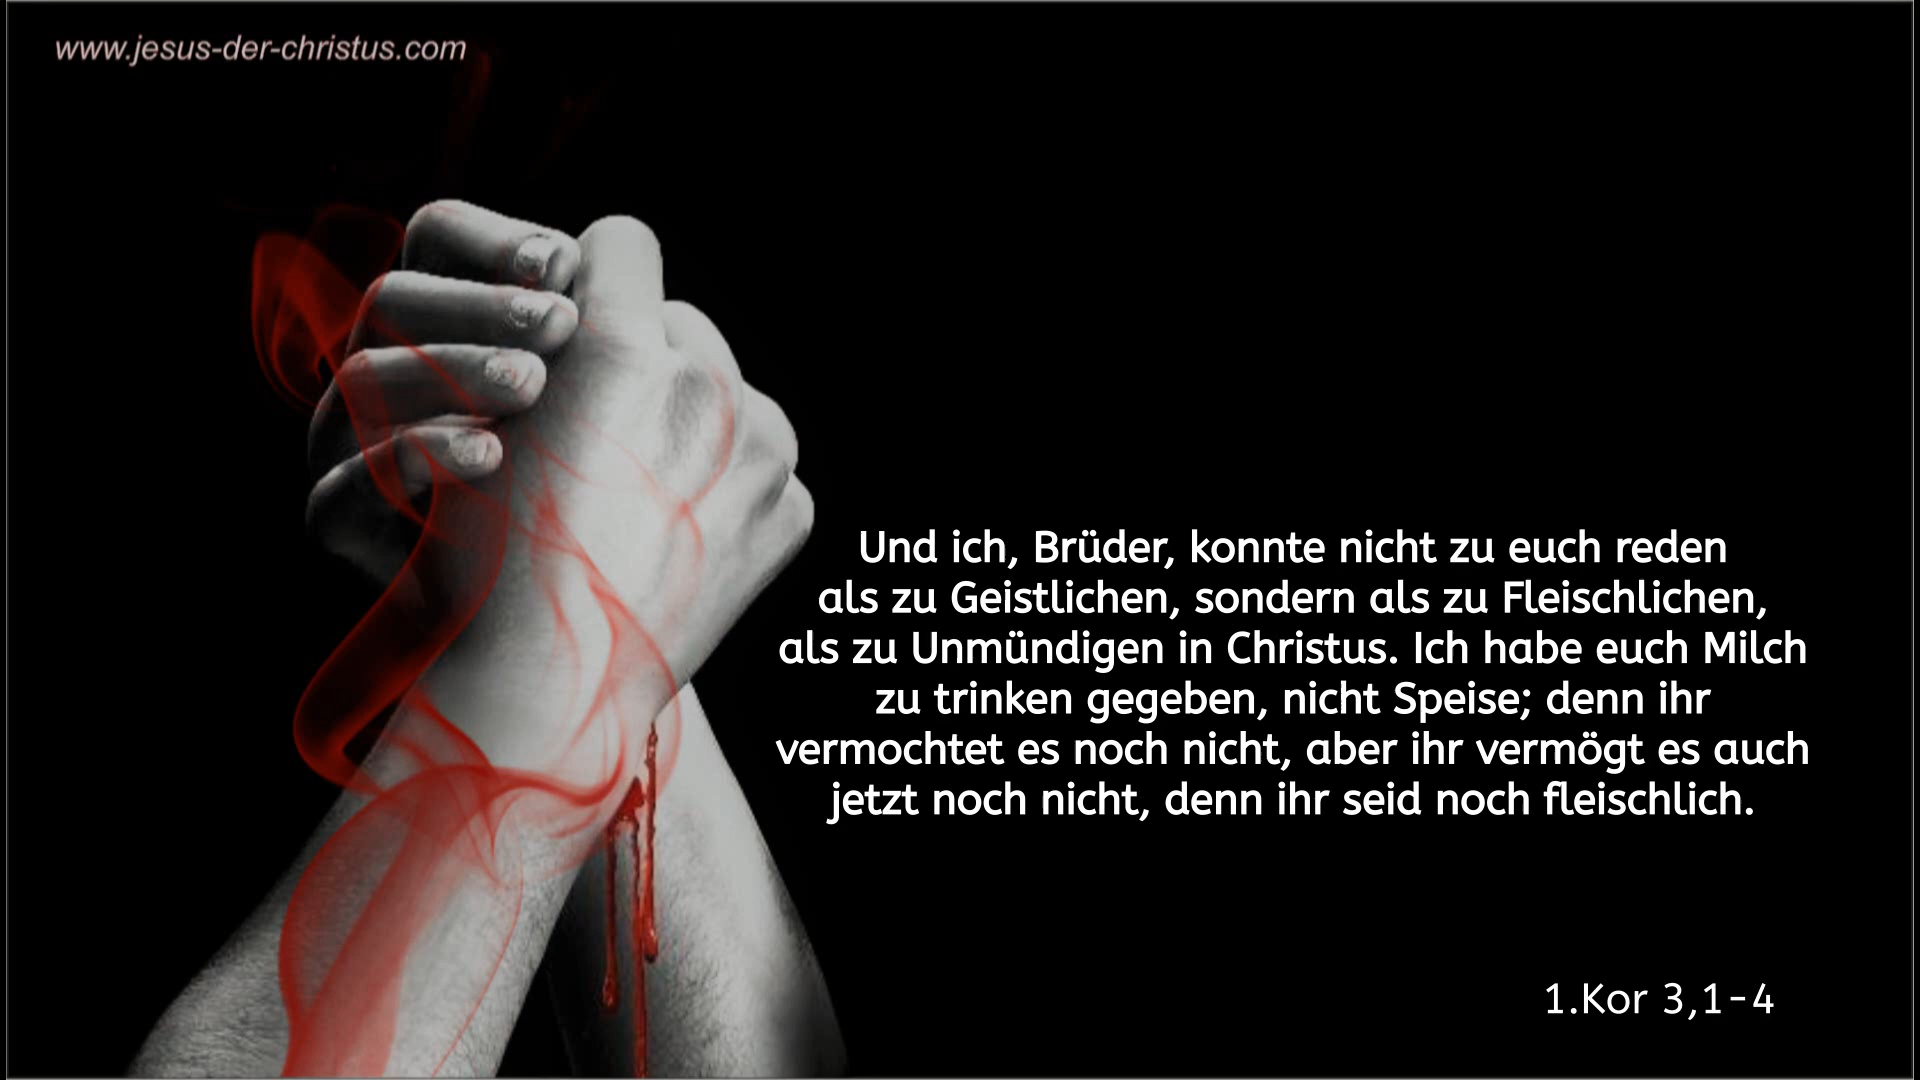 www.jesus-der-christus.com
Und ich, Brüder, konnte nicht zu euch reden
als zu Geistlichen, sondern als zu Fleischlichen,
als zu Unmündigen in Christus. Ich habe euch Milch
zu trinken gegeben, nicht Speise; denn ihr
vermochtet es noch nicht, aber ihr vermögt es auch
jetzt noch nicht, denn ihr seid noch fleischlich.
1.Kor 3,1-4